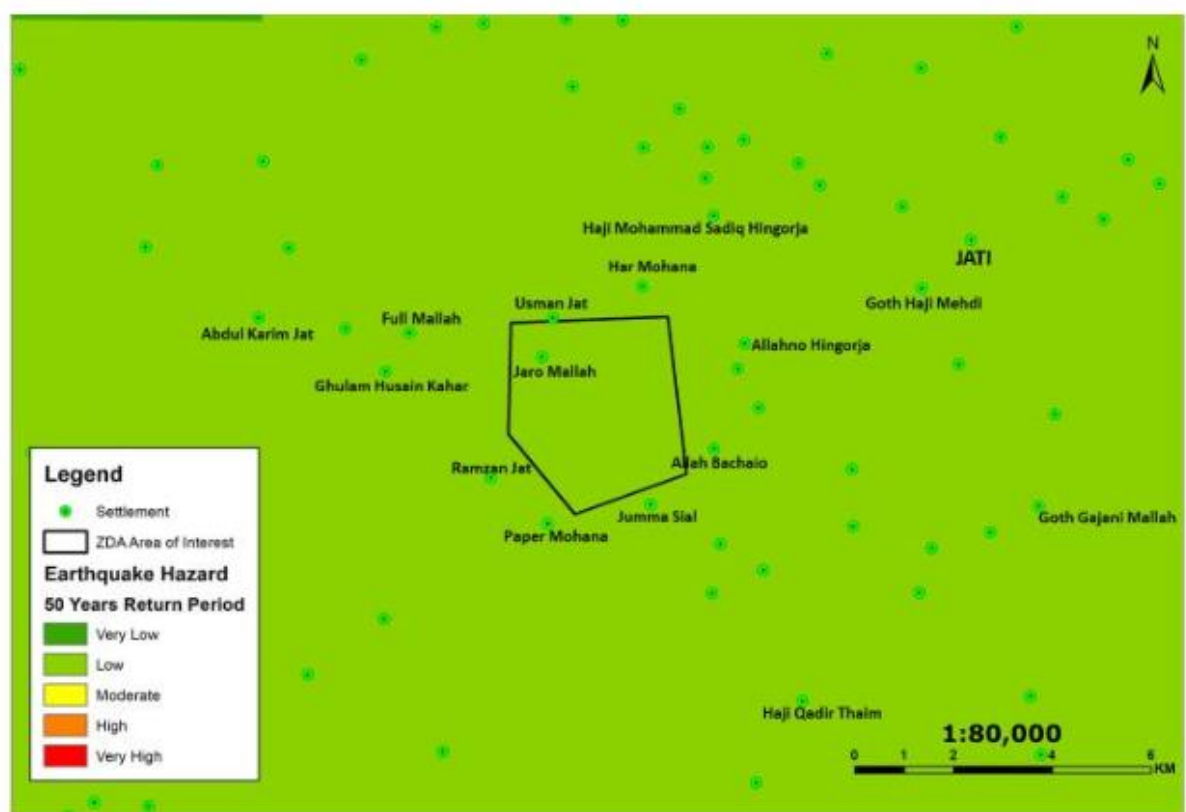 N
Haji Mohammad Sadiq Hingorja
JATI
Har Mohana
Usman Jat
Goth Haji Mehdi
Full Mallah
Abdul Karim Jat
Allahno Hingorja
Jaro Mallah
Ghulam Husain Kahar
Allah Bachaio
Ramzan Jat
Jumma Sial
Goth Gajani Mallah
Paper Mohana
Haji Qadir Thaim
Legend
Settlement
ZDA Area of Interest
Earthquake Hazard
50 Years Return Period
Very Low
Low
Moderate
High
Very High
1:80,000
0 1 2 4 6
KM